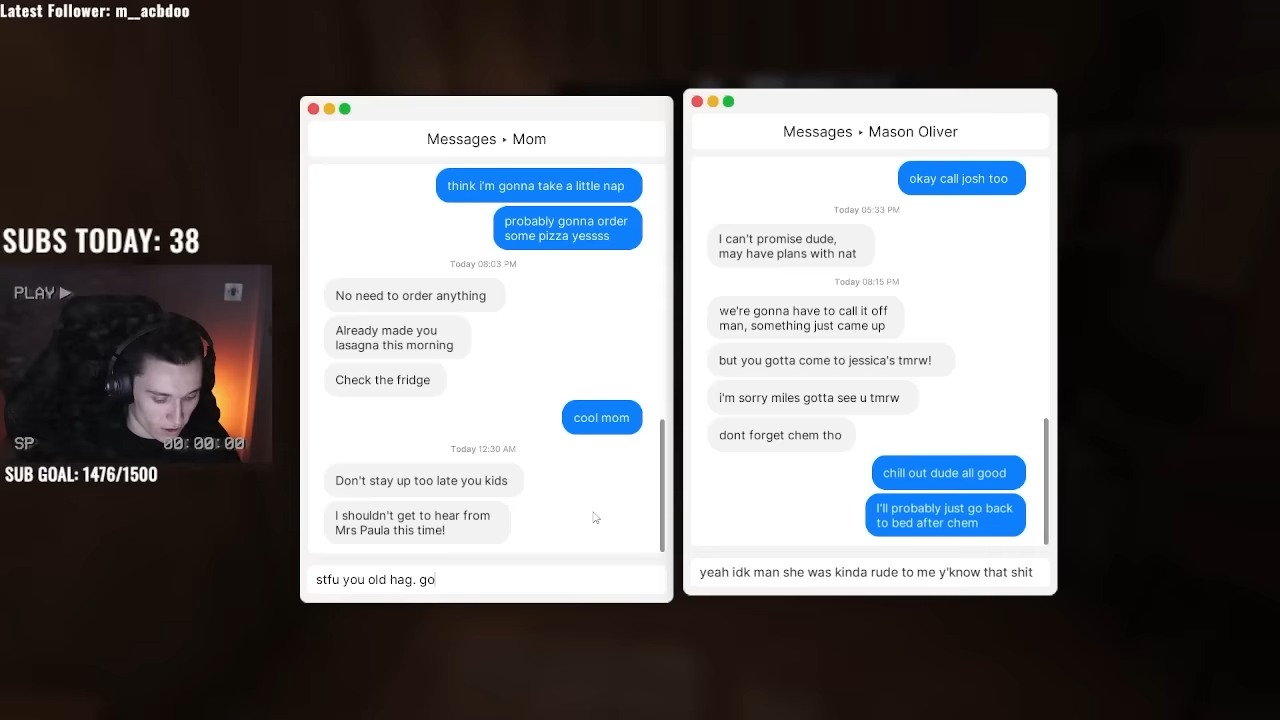 Latest Follower: m__acbdoo
SUBS TODAY: 38
PLAY
SP
00:00:00
SUB GOAL: 1476/1500
Messages ‣ Mom
think i'm gonna take a little nap
probably gonna order
some pizza yessss
Today 08:03 PM
No need to order anything
Already made you
lasagna this morning
Check the fridge
cool mom
Today 12:30 AM
Don't stay up too late you kids
I shouldn't get to hear from
Mrs Paula this time!
stfu you old hag. go
Messages ‣ Mason Oliver
okay call josh too
Today 05:33 PM
I can't promise dude,
may have plans with nat
Today 08:15 PM
we're gonna have to call it off
man, something just came up
but you gotta come to jessica's tmrw!
i'm sorry miles gotta see u tmrw
dont forget chem tho
chill out dude all good
I'll probably just go back
to bed after chem
yeah idk man she was kinda rude to me y'know that shit